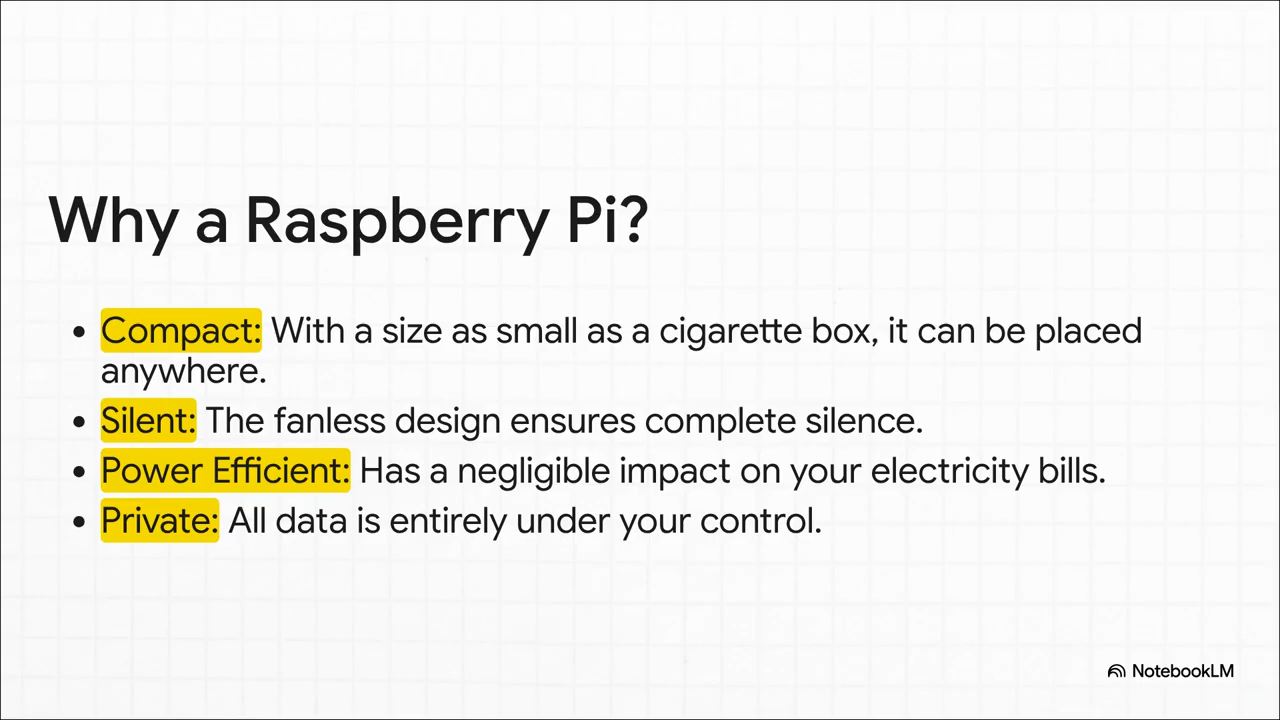 Why a Raspberry Pi?
• Compact: With a size as small as a cigarette box, it can be placed
anywhere.
• Silent: The fanless design ensures complete silence.
• Power Efficient: Has a negligible impact on your electricity bills.
• Private: All data is entirely under your control.
NotebookLM